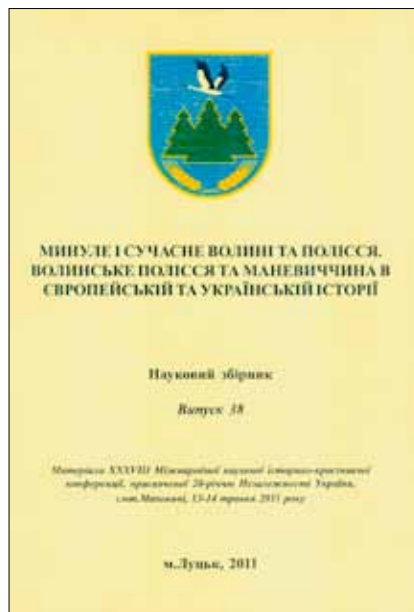 МИНУЛЕ І СУЧАСНЕ ВОЛИНІ ТА ПОЛІССЯ.
ВОЛИНСЬКЕ ПОЛІССЯ ТА МАНЕВИЧЧИНА В
ЄВРОПЕЙСЬКІЙ ТА УКРАЇНСЬКІЙ ІСТОРІЇ
Науковий збірник
Випуск 38
Матеріали XXXVIII Міжнародної наукової історико-краєзнавчої
конференції, присвяченої 20-річчю Незалежності України,
смт.Маневичі, 13-14 травня 2011 року
м.Луцьк, 2011